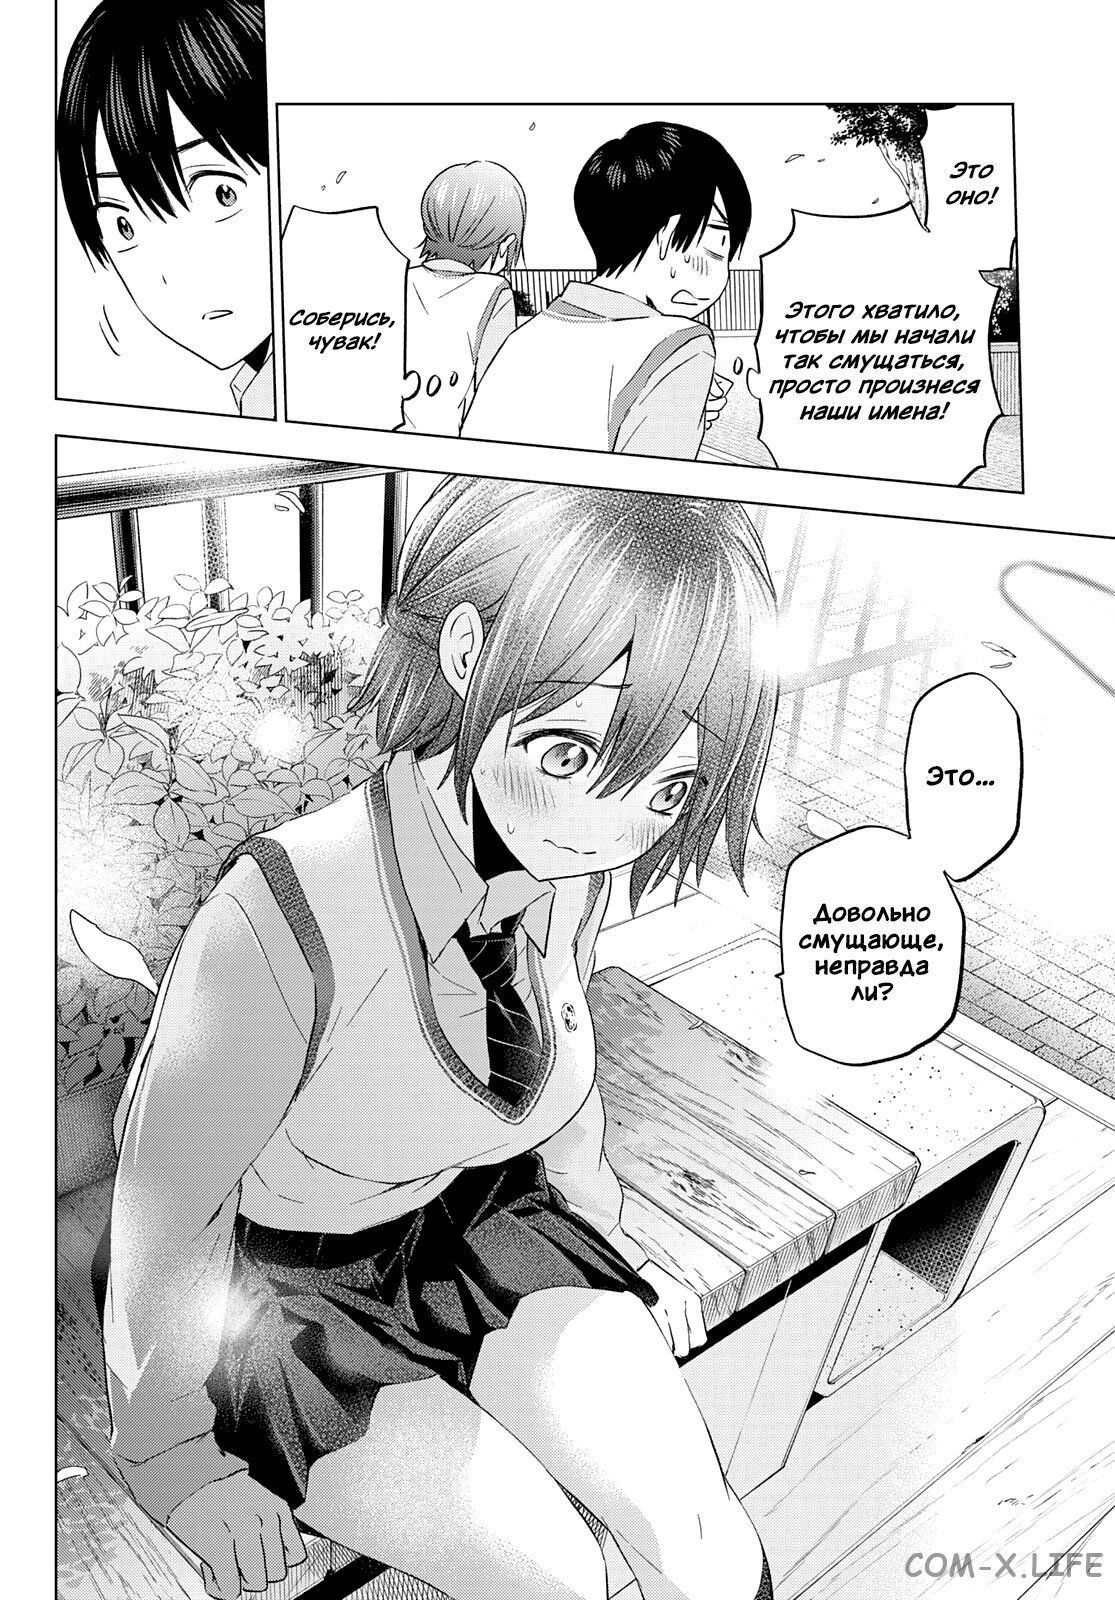 Это
оно!
Этого хватило,
чтобы мы начали
так смущаться,
просто произнеся
наши имена!
Соберись,
чувак!
Это...
Довольно
смущающе,
неправда
ли?
COM-X.LIFE